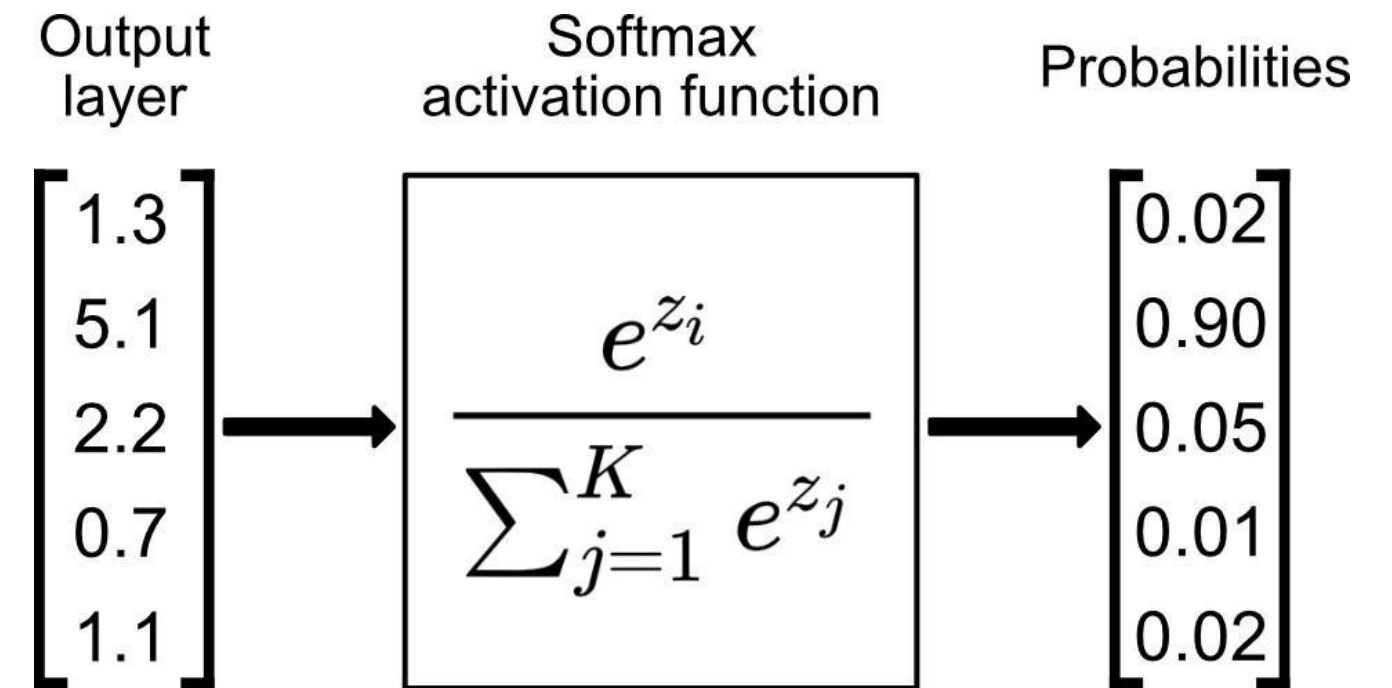 Output
layer
Softmax
activation function
Probabilities
1.3
5.1
2.2
0.7
1.1
e^{z_i}
∑_{j=1}^{K} e^{z_j}
0.02
0.90
0.05
0.01
0.02